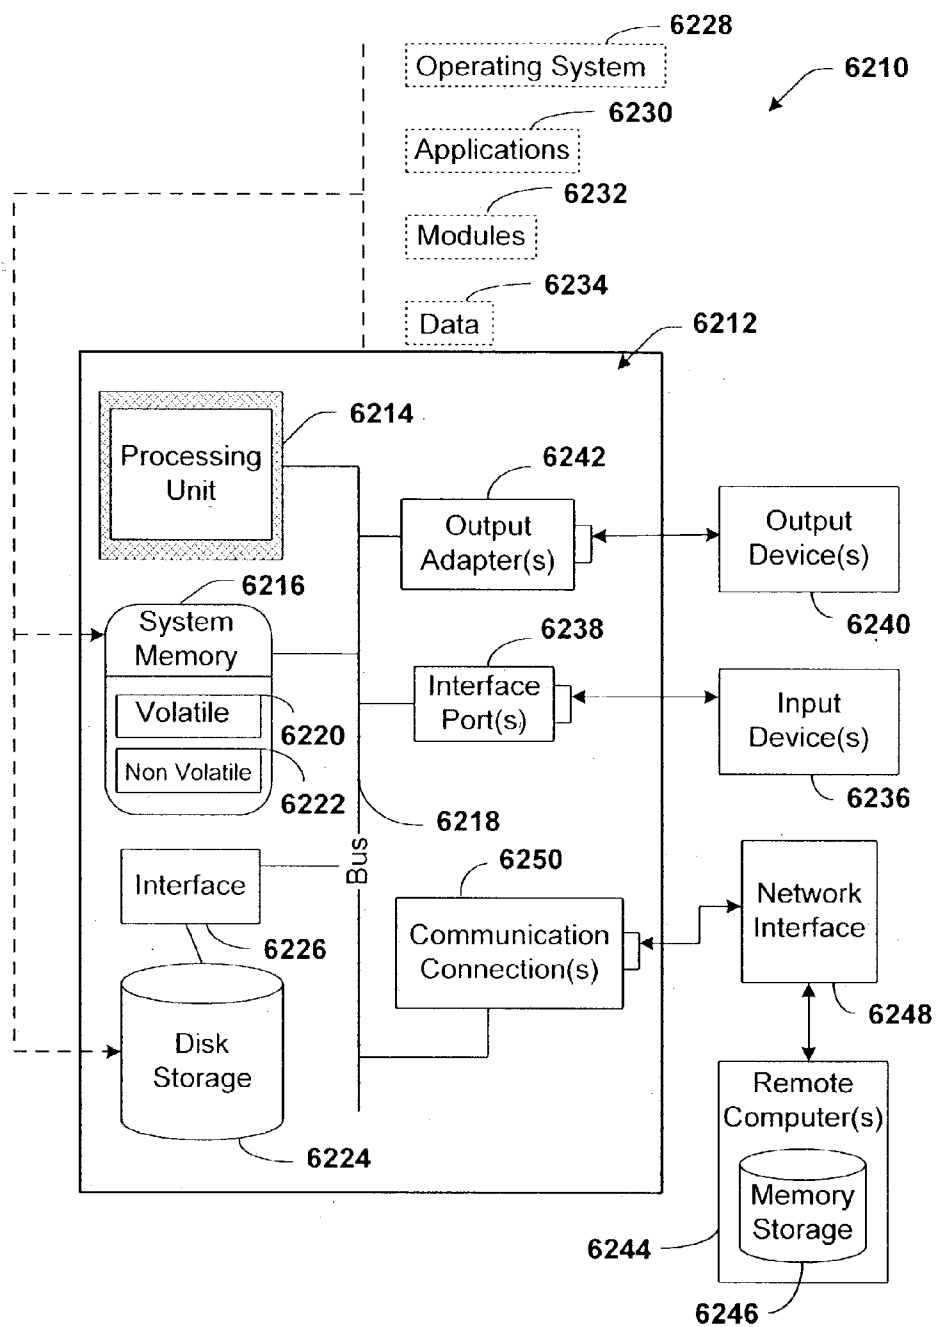 6228
Operating System
6210
6230
Applications
6232
Modules
6234
Data
6212
6214
Processing
Unit
6242
Output
Adapter(s)
Output
Device(s)
6240
6216
System
Memory
6238
Interface
Port(s)
Input
Device(s)
6236
Volatile
6220
Non Volatile
6222
6218
Bus
6250
Interface
6226
Communication
Connection(s)
Network
Interface
6248
Disk
Storage
6224
Remote
Computer(s)
Memory
Storage
6244
6246